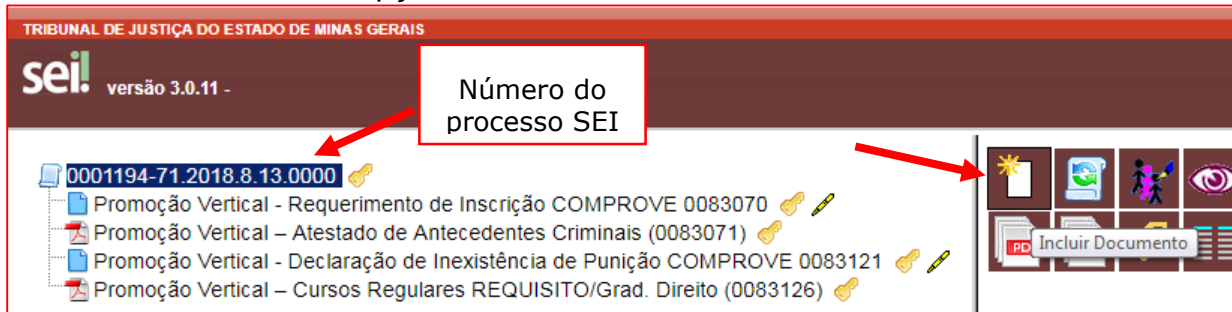 TRIBUNAL DE JUSTIÇA DO ESTADO DE MINAS GERAIS
sei! versão 3.0.11 -
Número do
processo SEI
0001194-71.2018.8.13.0000
Promoção Vertical - Requerimento de Inscrição COMPROVE 0083070
Promoção Vertical – Atestado de Antecedentes Criminais (0083071)
Promoção Vertical - Declaração de Inexistência de Punição COMPROVE 0083121
Promoção Vertical – Cursos Regulares REQUISITO/Grad. Direito (0083126)
PD
Incluir Documento